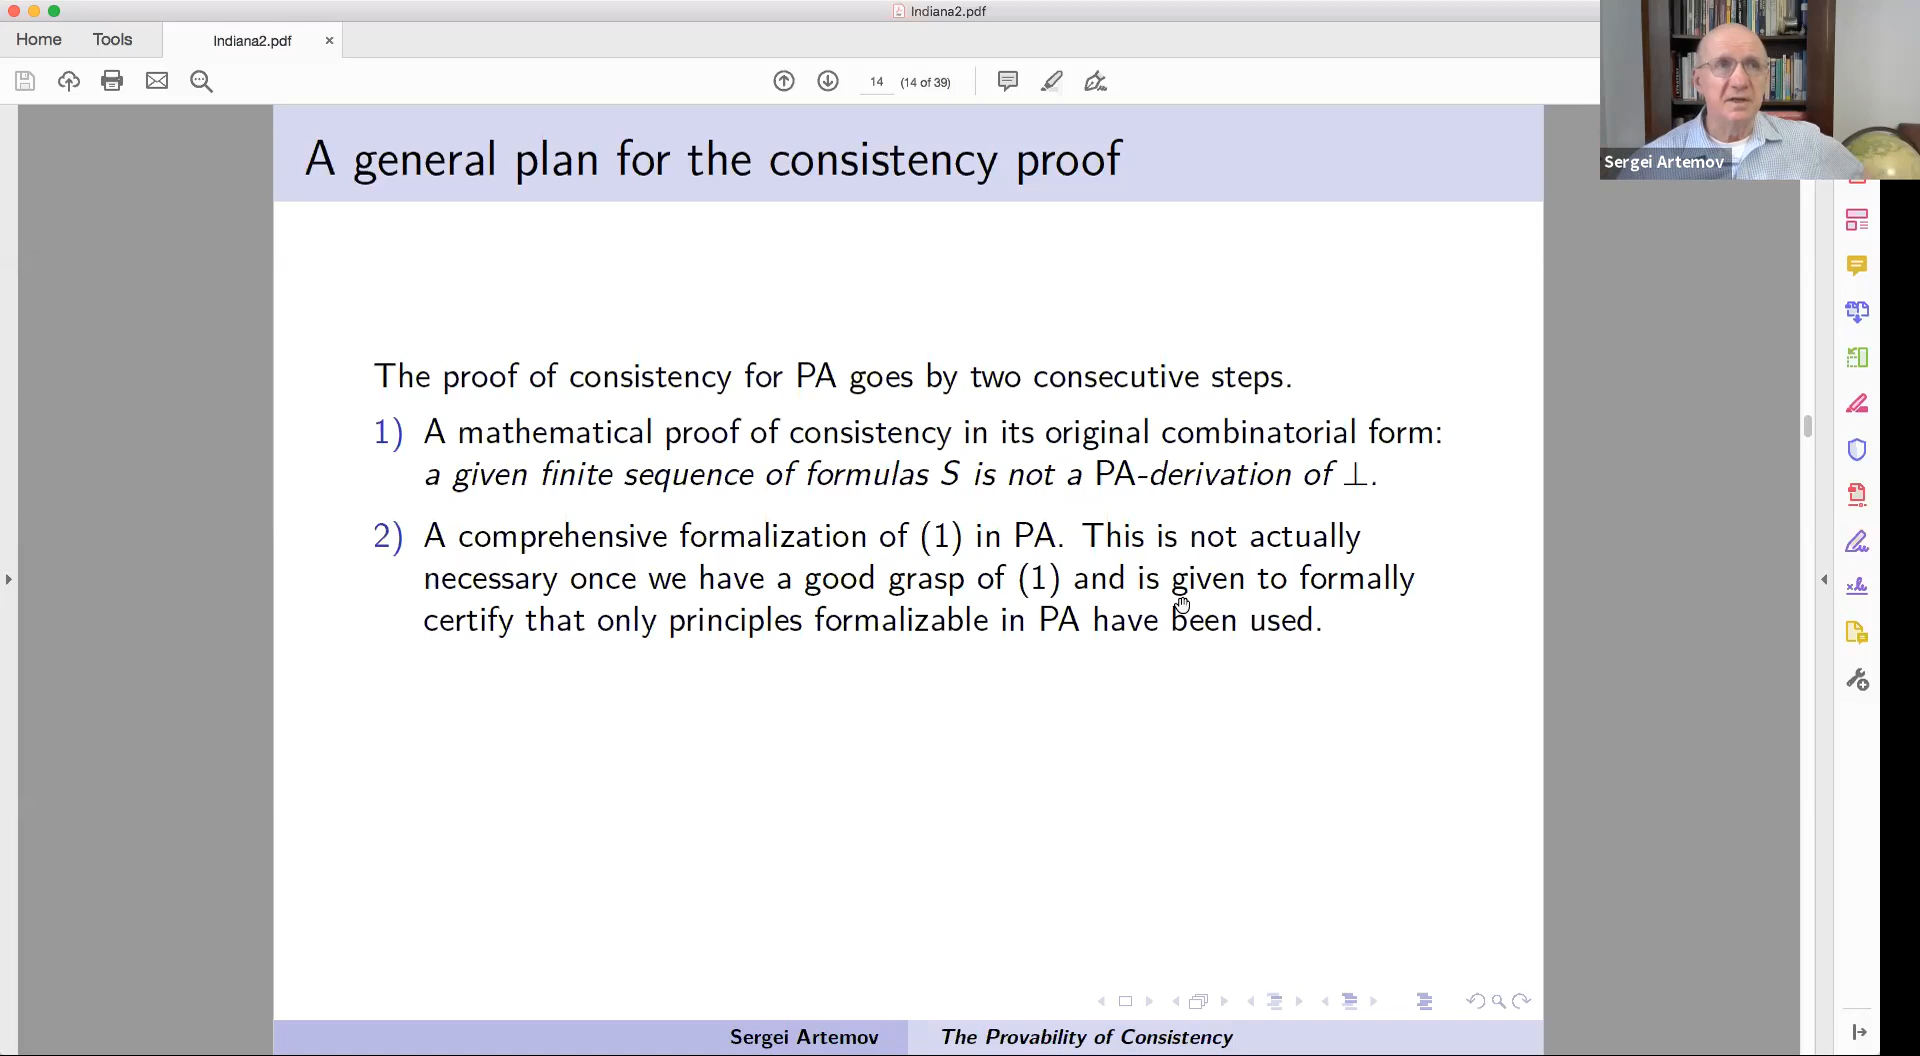 Indiana2.pdf
Home
Tools
Indiana2.pdf
14
(14 of 39)
Sergei Artemov
A general plan for the consistency proof
The proof of consistency for PA goes by two consecutive steps.
1) A mathematical proof of consistency in its original combinatorial form:
a given finite sequence of formulas S is not a PA-derivation of ⊥.
2) A comprehensive formalization of (1) in PA. This is not actually
necessary once we have a good grasp of (1) and is given to formally
certify that only principles formalizable in PA have been used.
Sergei Artemov
The Provability of Consistency